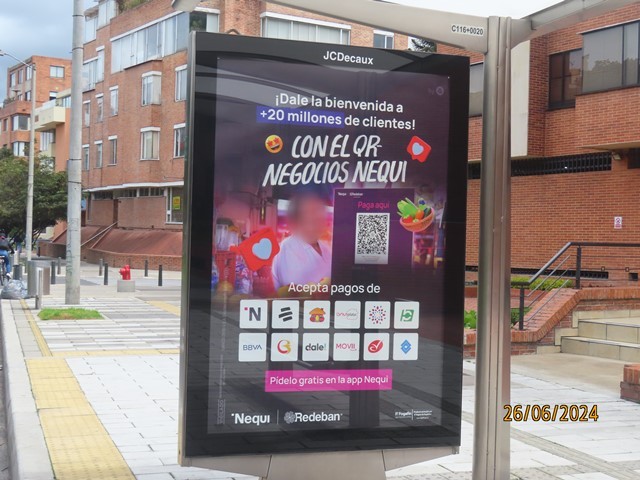 C116+0020
JCDecaux
¡Dale la bienvenida a
+20 millones de clientes!
CON EL QR
NEGOCIOS NEQUI
Paga aquí
Acepta pagos de
N
BBVA
dale!
MOVII
Pídelo gratis en la app Nequi
Nequi
Redeban
26/06/2024